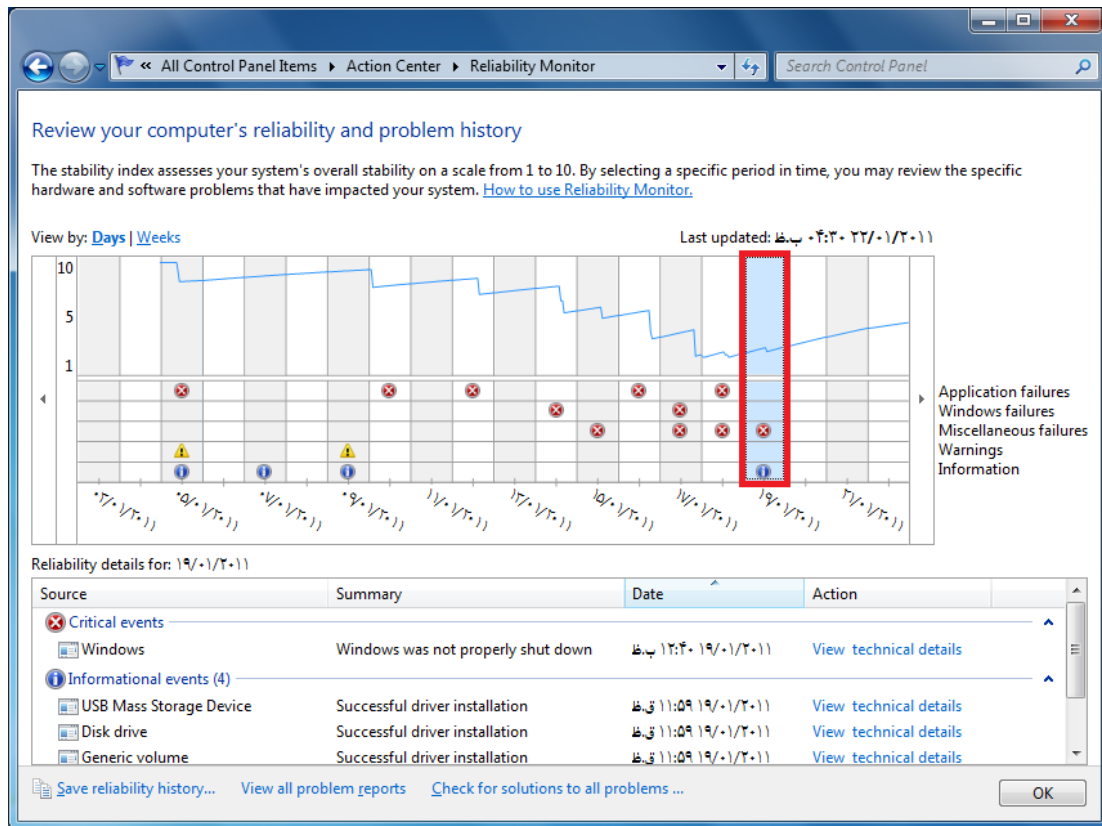 « All Control Panel Items ▸ Action Center ▸ Reliability Monitor
Search Control Panel
Review your computer's reliability and problem history
The stability index assesses your system's overall stability on a scale from 1 to 10. By selecting a specific period in time, you may review the specific
hardware and software problems that have impacted your system. How to use Reliability Monitor.
View by: Days | Weeks
Last updated: ۲۲/۰۱/۲۰۱۱ ۰۴:۳۰ ب.ظ
10
5
1
Application failures
Windows failures
Miscellaneous failures
Warnings
Information
۰۳/۰۱/۲۰۱۱ ۰۵/۰۱/۲۰۱۱ ۰۷/۰۱/۲۰۱۱ ۰۹/۰۱/۲۰۱۱ ۱۱/۰۱/۲۰۱۱ ۱۳/۰۱/۲۰۱۱ ۱۵/۰۱/۲۰۱۱ ۱۷/۰۱/۲۰۱۱ ۱۹/۰۱/۲۰۱۱ ۲۱/۰۱/۲۰۱۱
Reliability details for: ۱۹/۰۱/۲۰۱۱
Source Summary Date Action
Critical events
Windows Windows was not properly shut down ۱۹/۰۱/۲۰۱۱ ۱۲:۴۰ ب.ظ View technical details
Informational events (4)
USB Mass Storage Device Successful driver installation ۱۹/۰۱/۲۰۱۱ ۱۱:۵۹ ق.ظ View technical details
Disk drive Successful driver installation ۱۹/۰۱/۲۰۱۱ ۱۱:۵۹ ق.ظ View technical details
Generic volume Successful driver installation ۱۹/۰۱/۲۰۱۱ ۱۱:۵۹ ق.ظ View technical details
Save reliability history... View all problem reports Check for solutions to all problems ...
OK